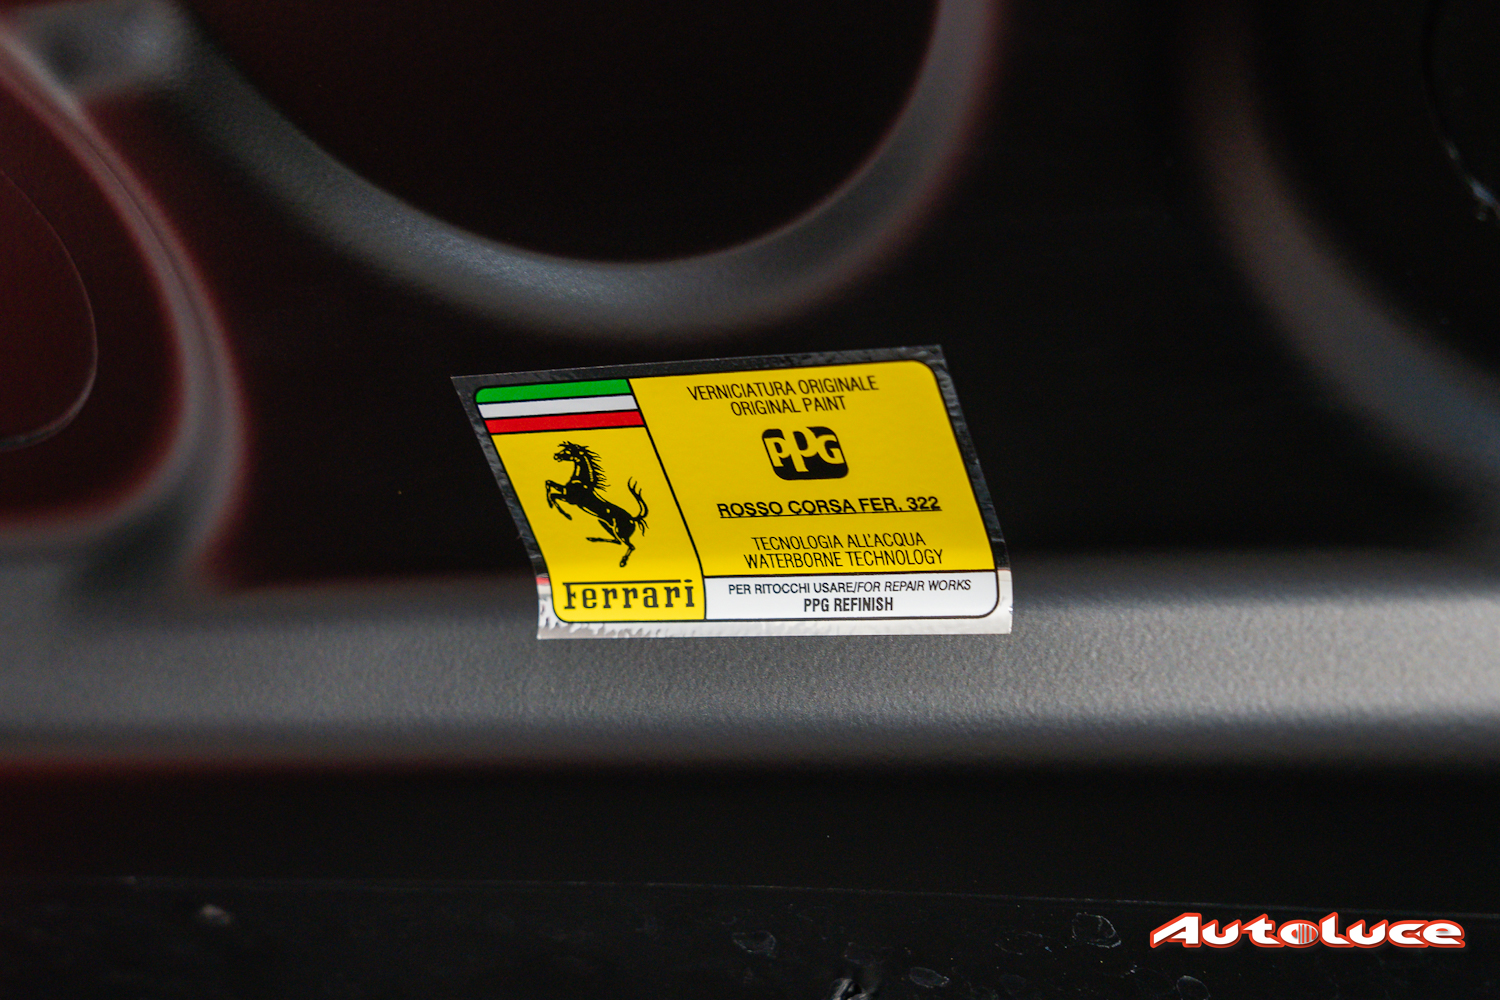 VERNICIATURA ORIGINALE
ORIGINAL PAINT
PPG
ROSSO CORSA FER. 322
TECNOLOGIA ALL'ACQUA
WATERBORNE TECHNOLOGY
Ferrari
PER RITOCCHI USARE/FOR REPAIR WORKS
PPG REFINISH
Autoluce